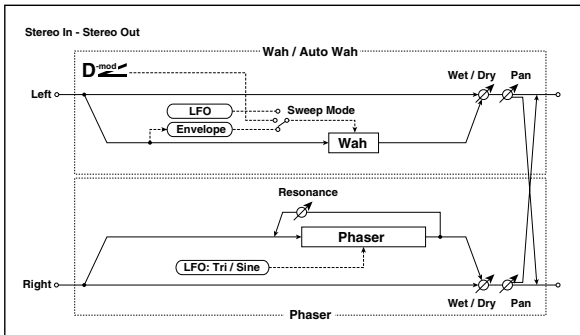 Stereo In - Stereo Out
Wah / Auto Wah
D-mod
Wet / Dry
Pan
Left
LFO
Sweep Mode
Envelope
Wah
Resonance
Phaser
LFO: Tri / Sine
Right
Wet / Dry
Pan
Phaser